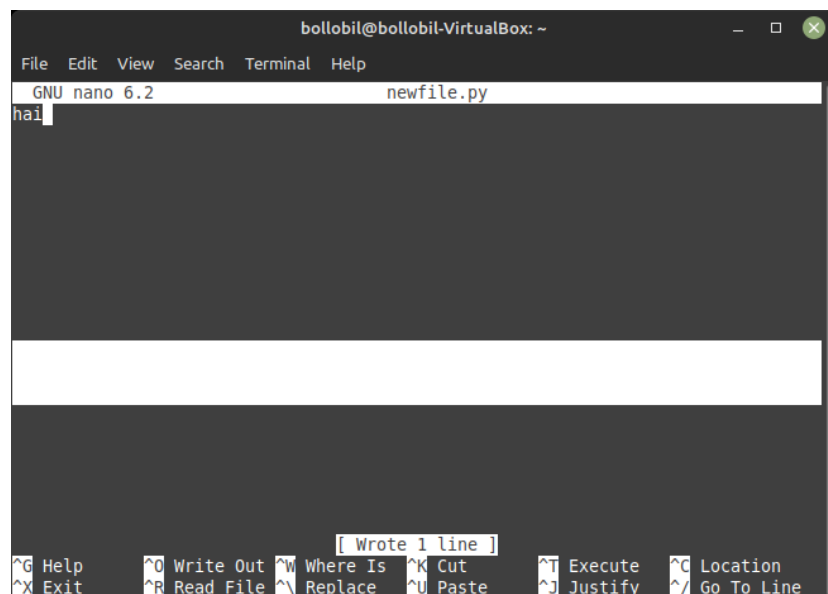 bollobil@bollobil-VirtualBox: ~
File Edit View Search Terminal Help
GNU nano 6.2 newfile.py
hai
[ Wrote 1 line ]
^G Help ^O Write Out ^W Where Is ^K Cut ^T Execute ^C Location
^X Exit ^R Read File ^\ Replace ^U Paste ^J Justify ^/ Go To Line